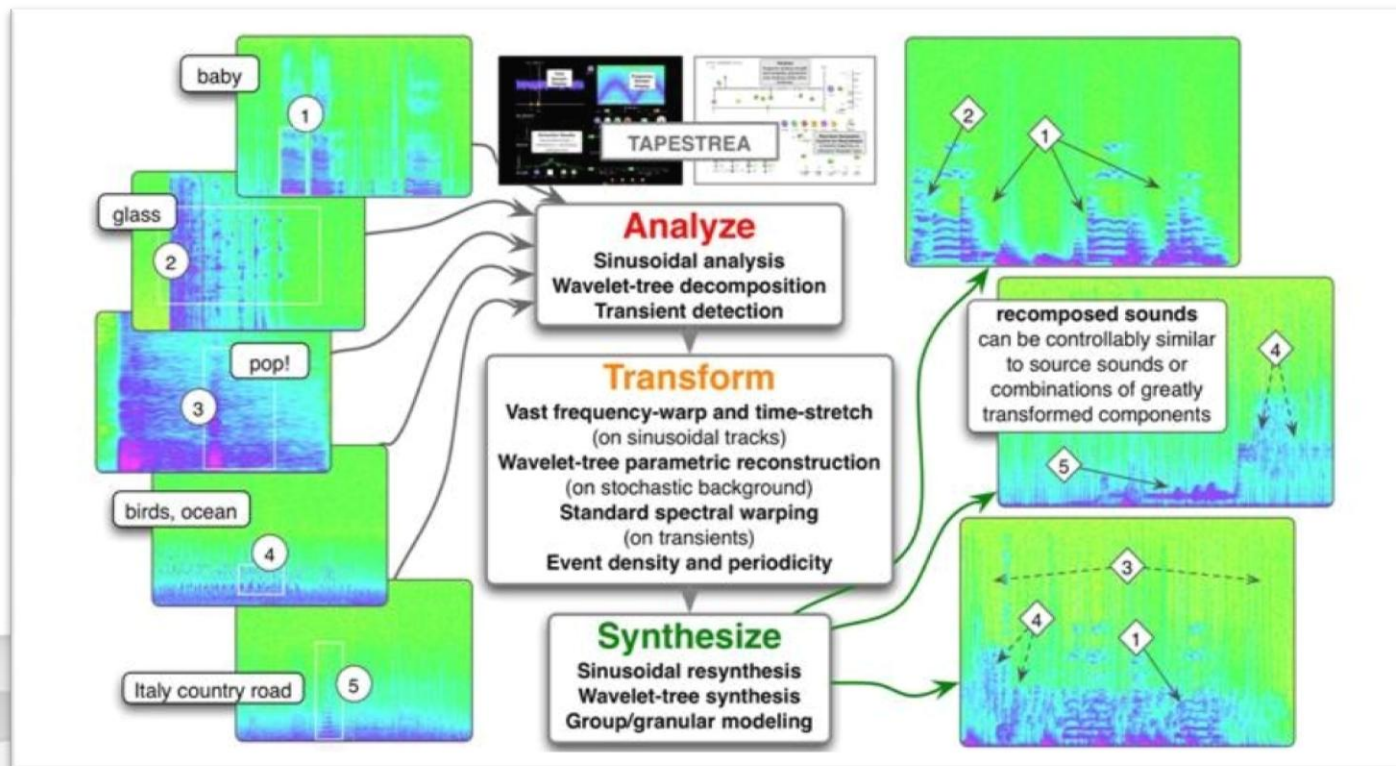 baby
1
glass
2
pop!
3
birds, ocean
4
Italy country road
5
TAPESTREA
Analyze
Sinusoidal analysis
Wavelet-tree decomposition
Transient detection
Transform
Vast frequency-warp and time-stretch
(on sinusoidal tracks)
Wavelet-tree parametric reconstruction
(on stochastic background)
Standard spectral warping
(on transients)
Event density and periodicity
Synthesize
Sinusoidal resynthesis
Wavelet-tree synthesis
Group/granular modeling
2
1
recomposed sounds
can be controllably similar
to source sounds or
combinations of greatly
transformed components
4
5
3
4
1